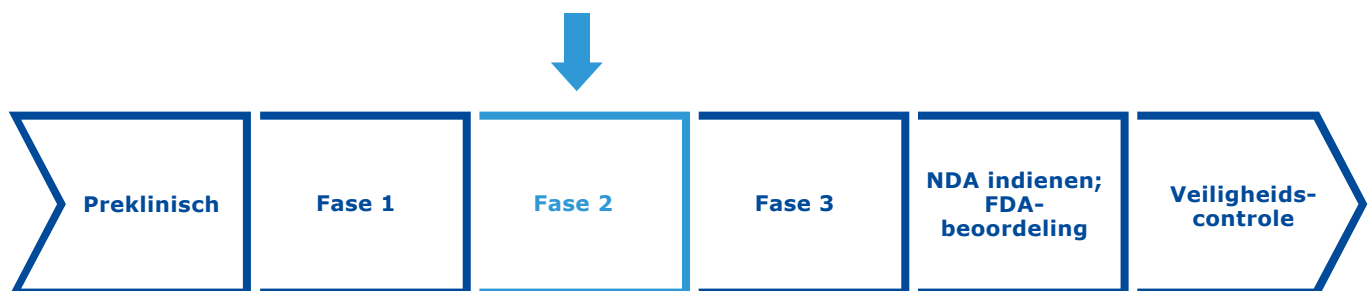 Preklinisch
Fase 1
Fase 2
Fase 3
NDA indienen;
FDA-
beoordeling
Veiligheids-
controle